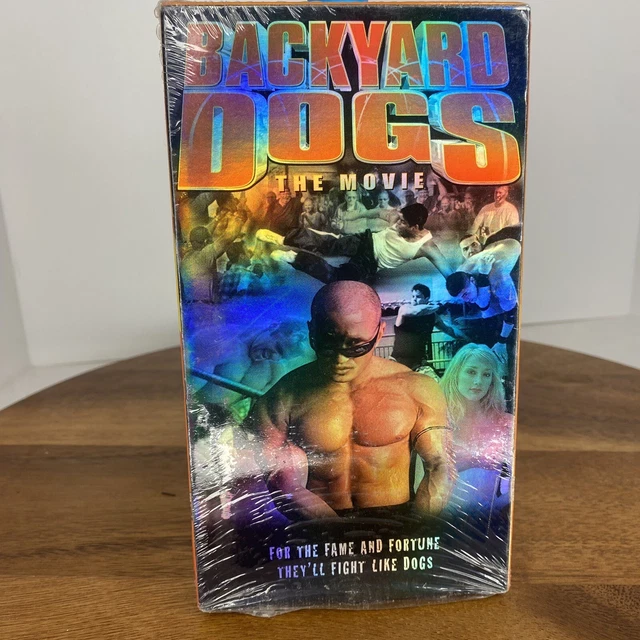 BACKYARD
DOGS
THE MOVIE
FOR THE FAME AND FORTUNE
THEY'LL FIGHT LIKE DOGS